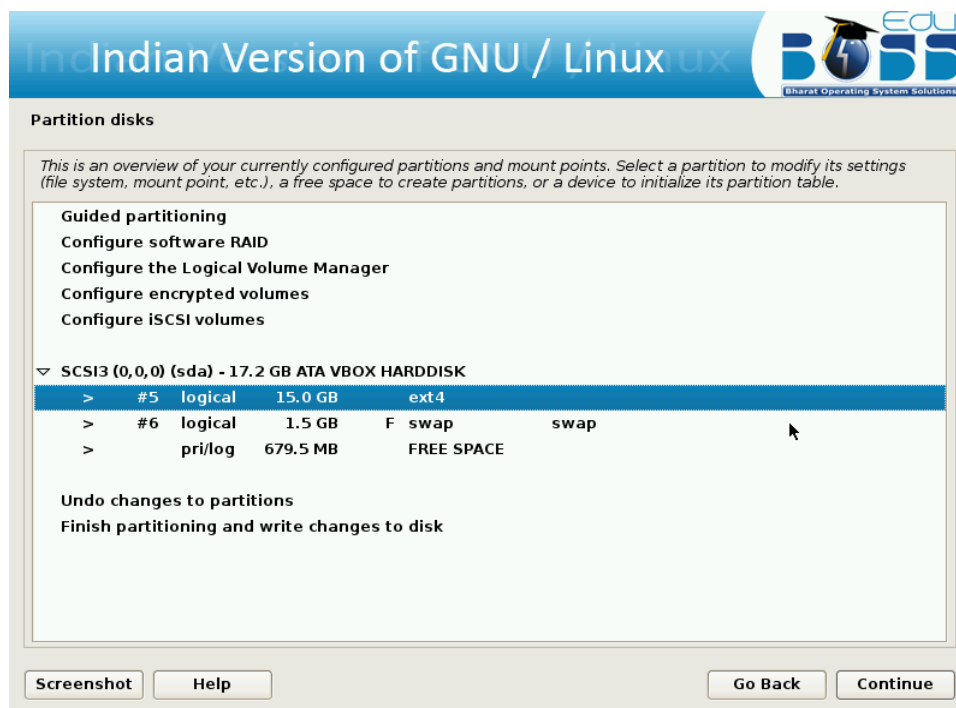 Indian Version of GNU / Linux
Edu
BOSS
Bharat Operating System Solutions
Partition disks
This is an overview of your currently configured partitions and mount points. Select a partition to modify its settings
(file system, mount point, etc.), a free space to create partitions, or a device to initialize its partition table.
Guided partitioning
Configure software RAID
Configure the Logical Volume Manager
Configure encrypted volumes
Configure iSCSI volumes
SCSI3 (0,0,0) (sda) - 17.2 GB ATA VBOX HARDDISK
> #5 logical 15.0 GB ext4
> #6 logical 1.5 GB F swap swap
> pri/log 679.5 MB FREE SPACE
Undo changes to partitions
Finish partitioning and write changes to disk
Screenshot Help Go Back Continue